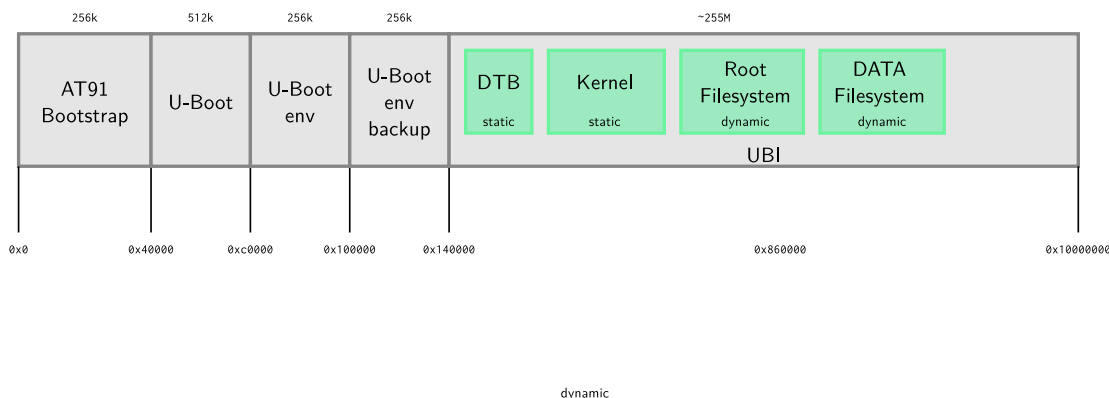 256k 512k 256k 256k ~255M
AT91
Bootstrap
U-Boot
U-Boot
env
U-Boot
env
backup
DTB
static
Kernel
static
Root
Filesystem
dynamic
DATA
Filesystem
dynamic
UBI
0x0 0x40000 0xc0000 0x100000 0x140000 0x860000 0x10000000
dynamic